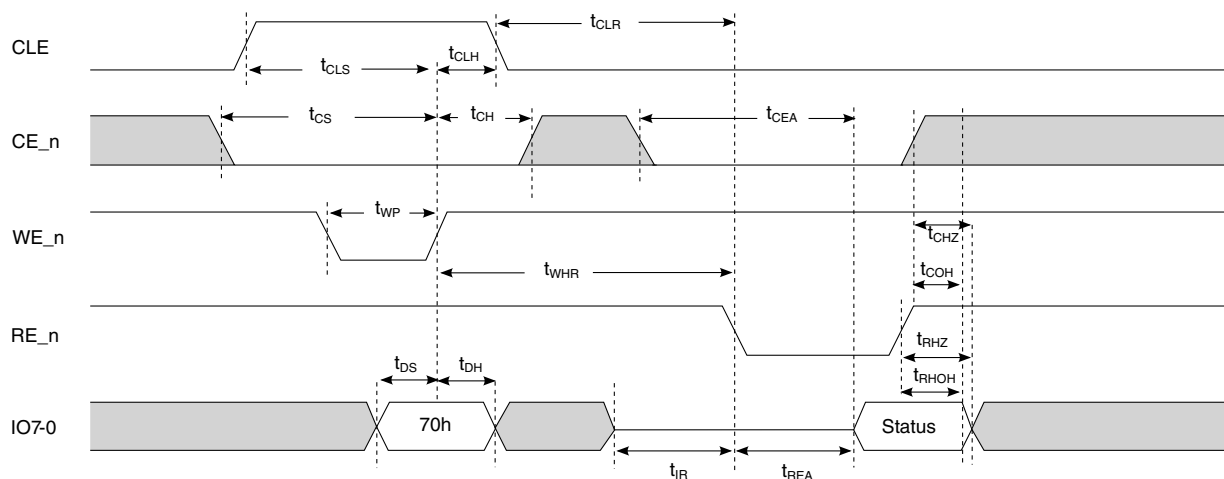 CLE
tCLR
tCLS
tCLH
CE_n
tCS
tCH
tCEA
WE_n
tWP
tCHZ
tWHR
tCOH
RE_n
tRHZ
tDS
tDH
tRHOH
IO7-0
70h
Status
tIR
tREA